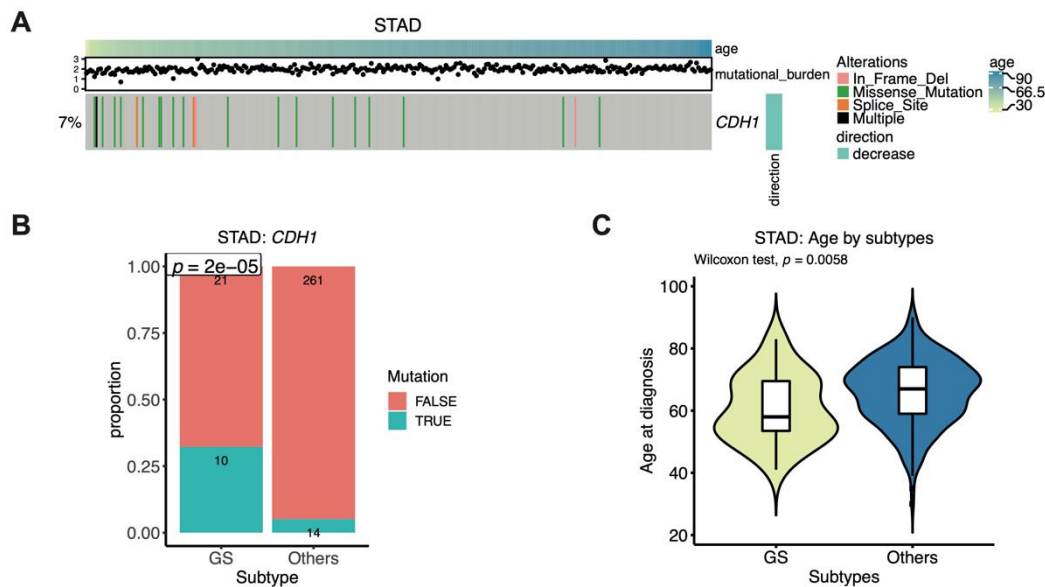 A
STAD
age
3
2
1
0
mutational_burden
7%
CDH1
direction
Alterations
In_Frame_Del
Missense_Mutation
Splice_Site
Multiple
direction
decrease
age
90
66.5
30
B
STAD: CDH1
p = 2e−05
21
261
10
14
1.00
0.75
0.50
0.25
0.00
proportion
GS
Others
Subtype
Mutation
FALSE
TRUE
C
STAD: Age by subtypes
Wilcoxon test, p = 0.0058
100
80
60
40
20
Age at diagnosis
GS
Others
Subtypes